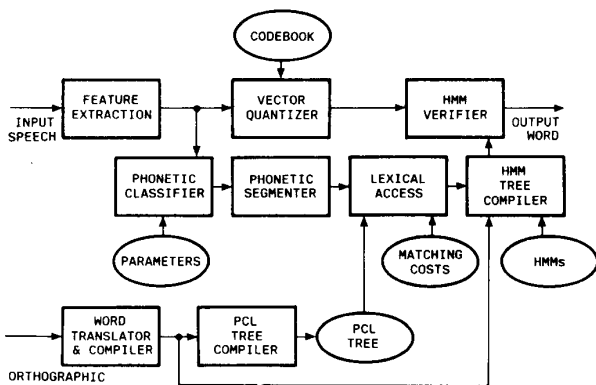 CODEBOOK
FEATURE
EXTRACTION
VECTOR
QUANTIZER
HMM
VERIFIER
INPUT
SPEECH
OUTPUT
WORD
PHONETIC
CLASSIFIER
PHONETIC
SEGMENTER
LEXICAL
ACCESS
HMM
TREE
COMPILER
PARAMETERS
MATCHING
COSTS
HMMs
WORD
TRANSLATOR
& COMPILER
PCL
TREE
COMPILER
PCL
TREE
ORTHOGRAPHIC